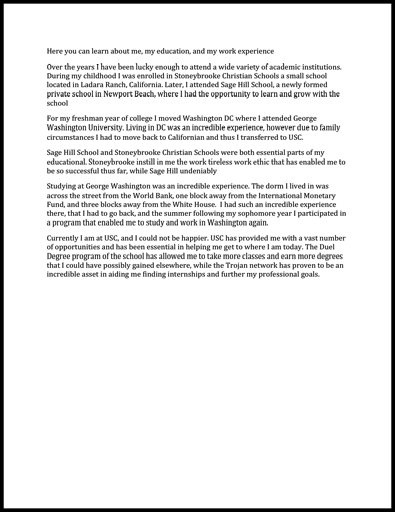 Here you can learn about me, my education, and my work experience
Over the years I have been lucky enough to attend a wide variety of academic institutions.
During my childhood I was enrolled in Stoneybrooke Christian Schools a small school
located in Ladara Ranch, California. Later, I attended Sage Hill School, a newly formed
private school in Newport Beach, where I had the opportunity to learn and grow with the
school
For my freshman year of college I moved Washington DC where I attended George
Washington University. Living in DC was an incredible experience, however due to family
circumstances I had to move back to Californian and thus I transferred to USC.
Sage Hill School and Stoneybrooke Christian Schools were both essential parts of my
educational. Stoneybrooke instill in me the work tireless work ethic that has enabled me to
be so successful thus far, while Sage Hill undeniably
Studying at George Washington was an incredible experience. The dorm I lived in was
across the street from the World Bank, one block away from the International Monetary
Fund, and three blocks away from the White House. I had such an incredible experience
there, that I had to go back, and the summer following my sophomore year I participated in
a program that enabled me to study and work in Washington again.
Currently I am at USC, and I could not be happier. USC has provided me with a vast number
of opportunities and has been essential in helping me get to where I am today. The Duel
Degree program of the school has allowed me to take more classes and earn more degrees
that I could have possibly gained elsewhere, while the Trojan network has proven to be an
incredible asset in aiding me finding internships and further my professional goals.